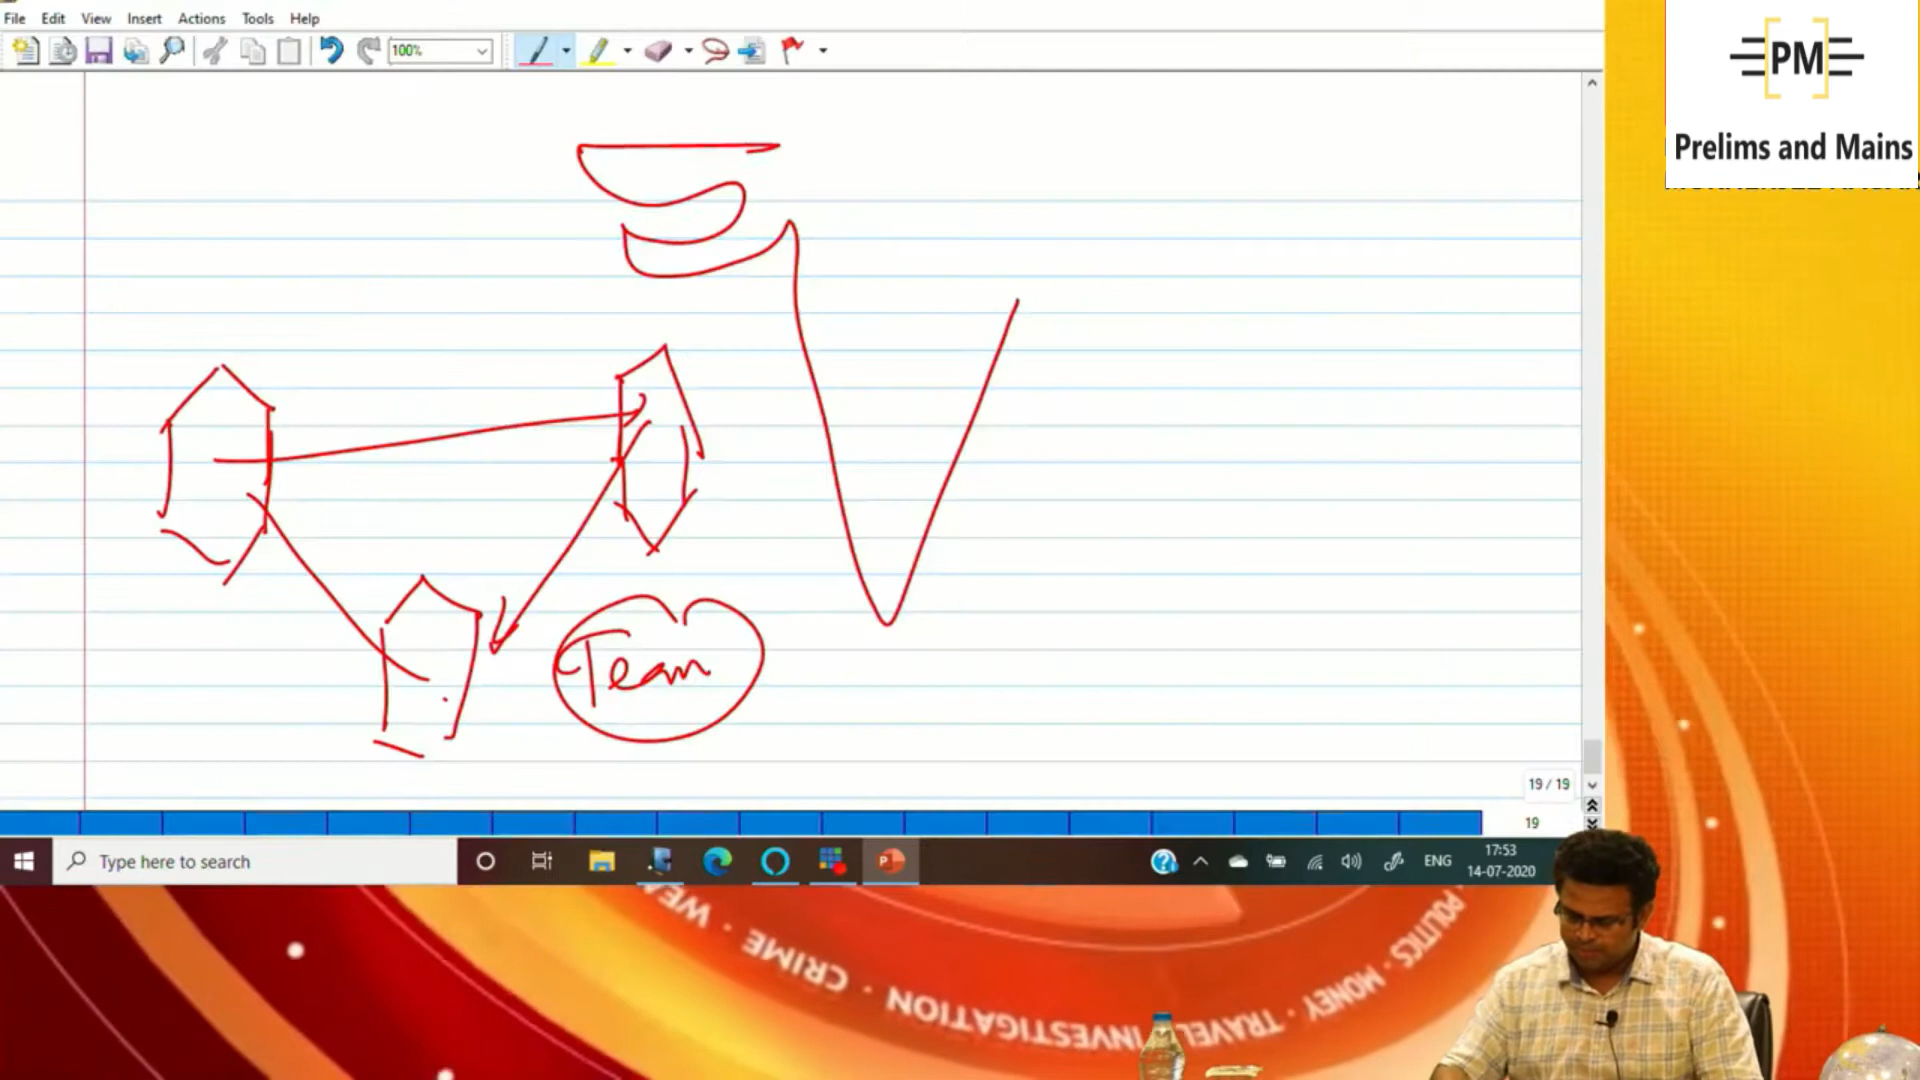 File Edit View Insert Actions Tools Help
100%
PM
Prelims and Mains
Team
19 / 19
19
Type here to search
ENG
17:53
14-07-2020
WEA · CRIME · INVESTIGATION · TRAVEL · MONEY · POLITICS